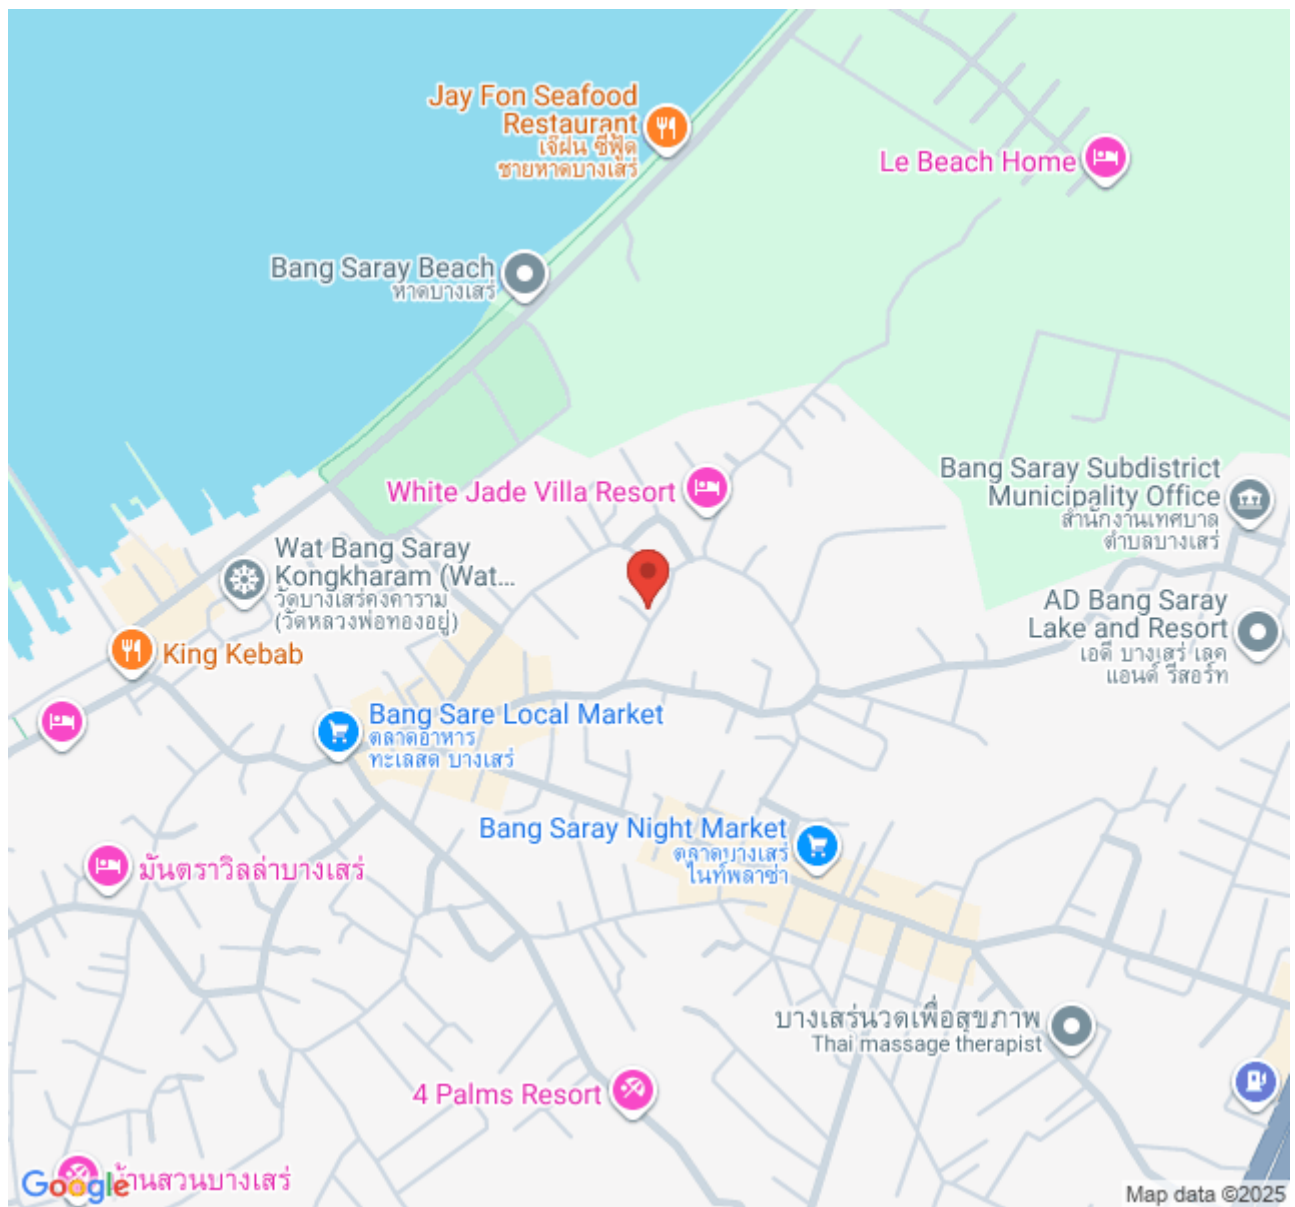 Jay Fon Seafood
Restaurant
เจ๊ฝน ซีฟู้ด
ชายหาดบางเสร่
Le Beach Home
Bang Saray Beach
หาดบางเสร่
White Jade Villa Resort
Bang Saray Subdistrict
Municipality Office
สำนักงานเทศบาล
ตำบลบางเสร่
Wat Bang Saray
Kongkharam (Wat...
วัดบางเสร่คงคาราม
(วัดหลวงพ่อทองอยู่)
AD Bang Saray
Lake and Resort
เอดี บางเสร่ เลค
แอนด์ รีสอร์ท
King Kebab
Bang Sare Local Market
ตลาดอาหาร
ทะเลสด บางเสร่
Bang Saray Night Market
ตลาดบางเสร่
ไนท์พลาซ่า
มันตราวิลล่าบางเสร่
บางเสร่นวดเพื่อสุขภาพ
Thai massage therapist
4 Palms Resort
บ้านสวนบางเสร่
Google
Map data ©2025